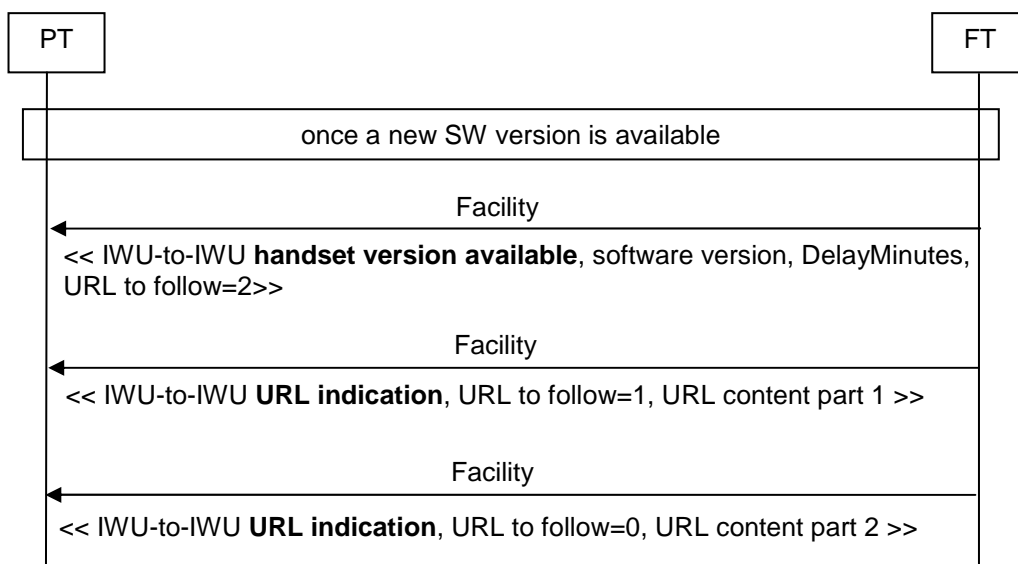 PT
FT
once a new SW version is available
Facility
<< IWU-to-IWU handset version available, software version, DelayMinutes,
URL to follow=2>>
Facility
<< IWU-to-IWU URL indication, URL to follow=1, URL content part 1 >>
Facility
<< IWU-to-IWU URL indication, URL to follow=0, URL content part 2 >>